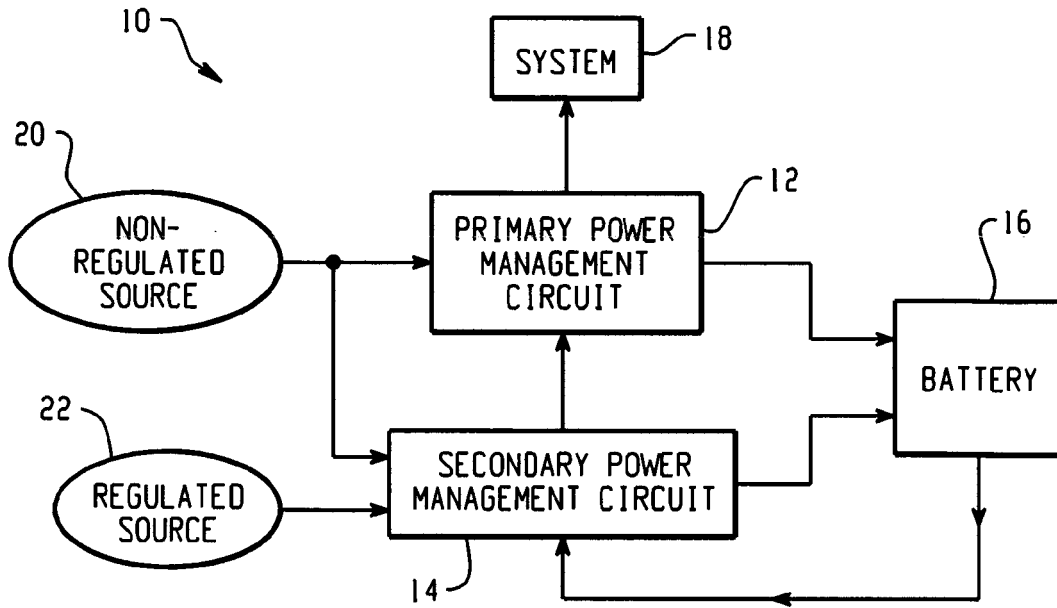 10
SYSTEM
18
20
NON-
REGULATED
SOURCE
PRIMARY POWER
MANAGEMENT
CIRCUIT
12
16
BATTERY
22
REGULATED
SOURCE
SECONDARY POWER
MANAGEMENT CIRCUIT
14